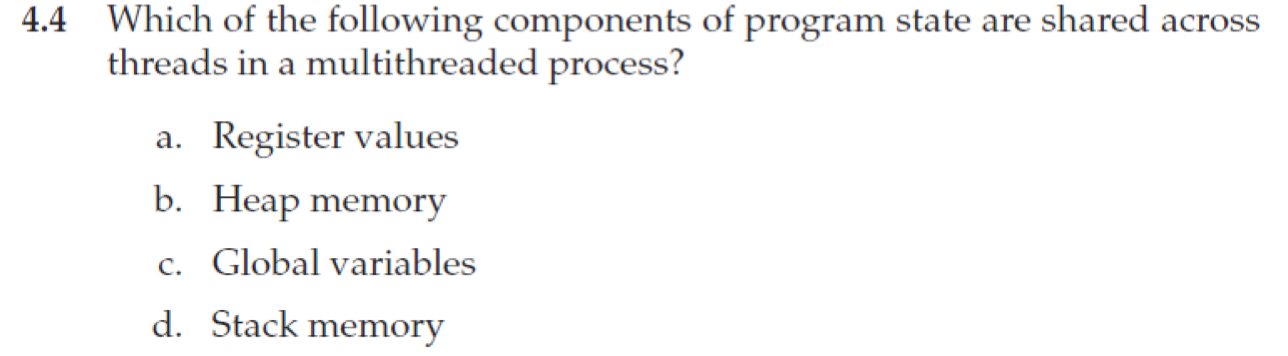 4.4 Which of the following components of program state are shared across
threads in a multithreaded process?
a. Register values
b. Heap memory
c. Global variables
d. Stack memory